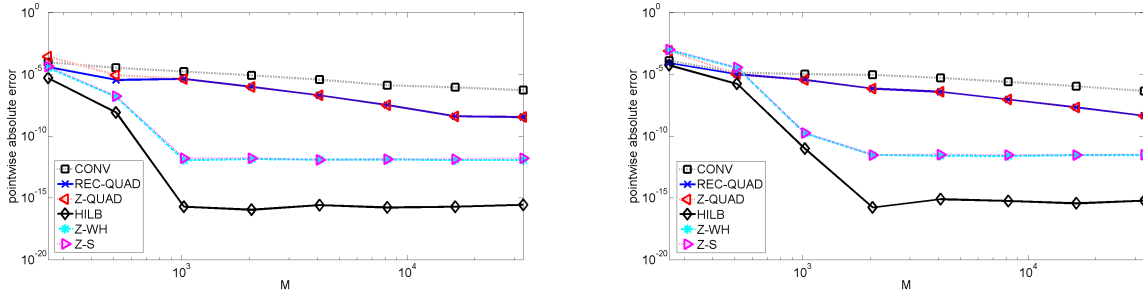 10^0
10^-5
10^-10
10^-15
10^-20
pointwise absolute error
CONV
REC-QUAD
Z-QUAD
HILB
Z-WH
Z-S
10^3
10^4
M
10^0
10^-5
10^-10
10^-15
10^-20
pointwise absolute error
CONV
REC-QUAD
Z-QUAD
HILB
Z-WH
Z-S
10^3
10^4
M